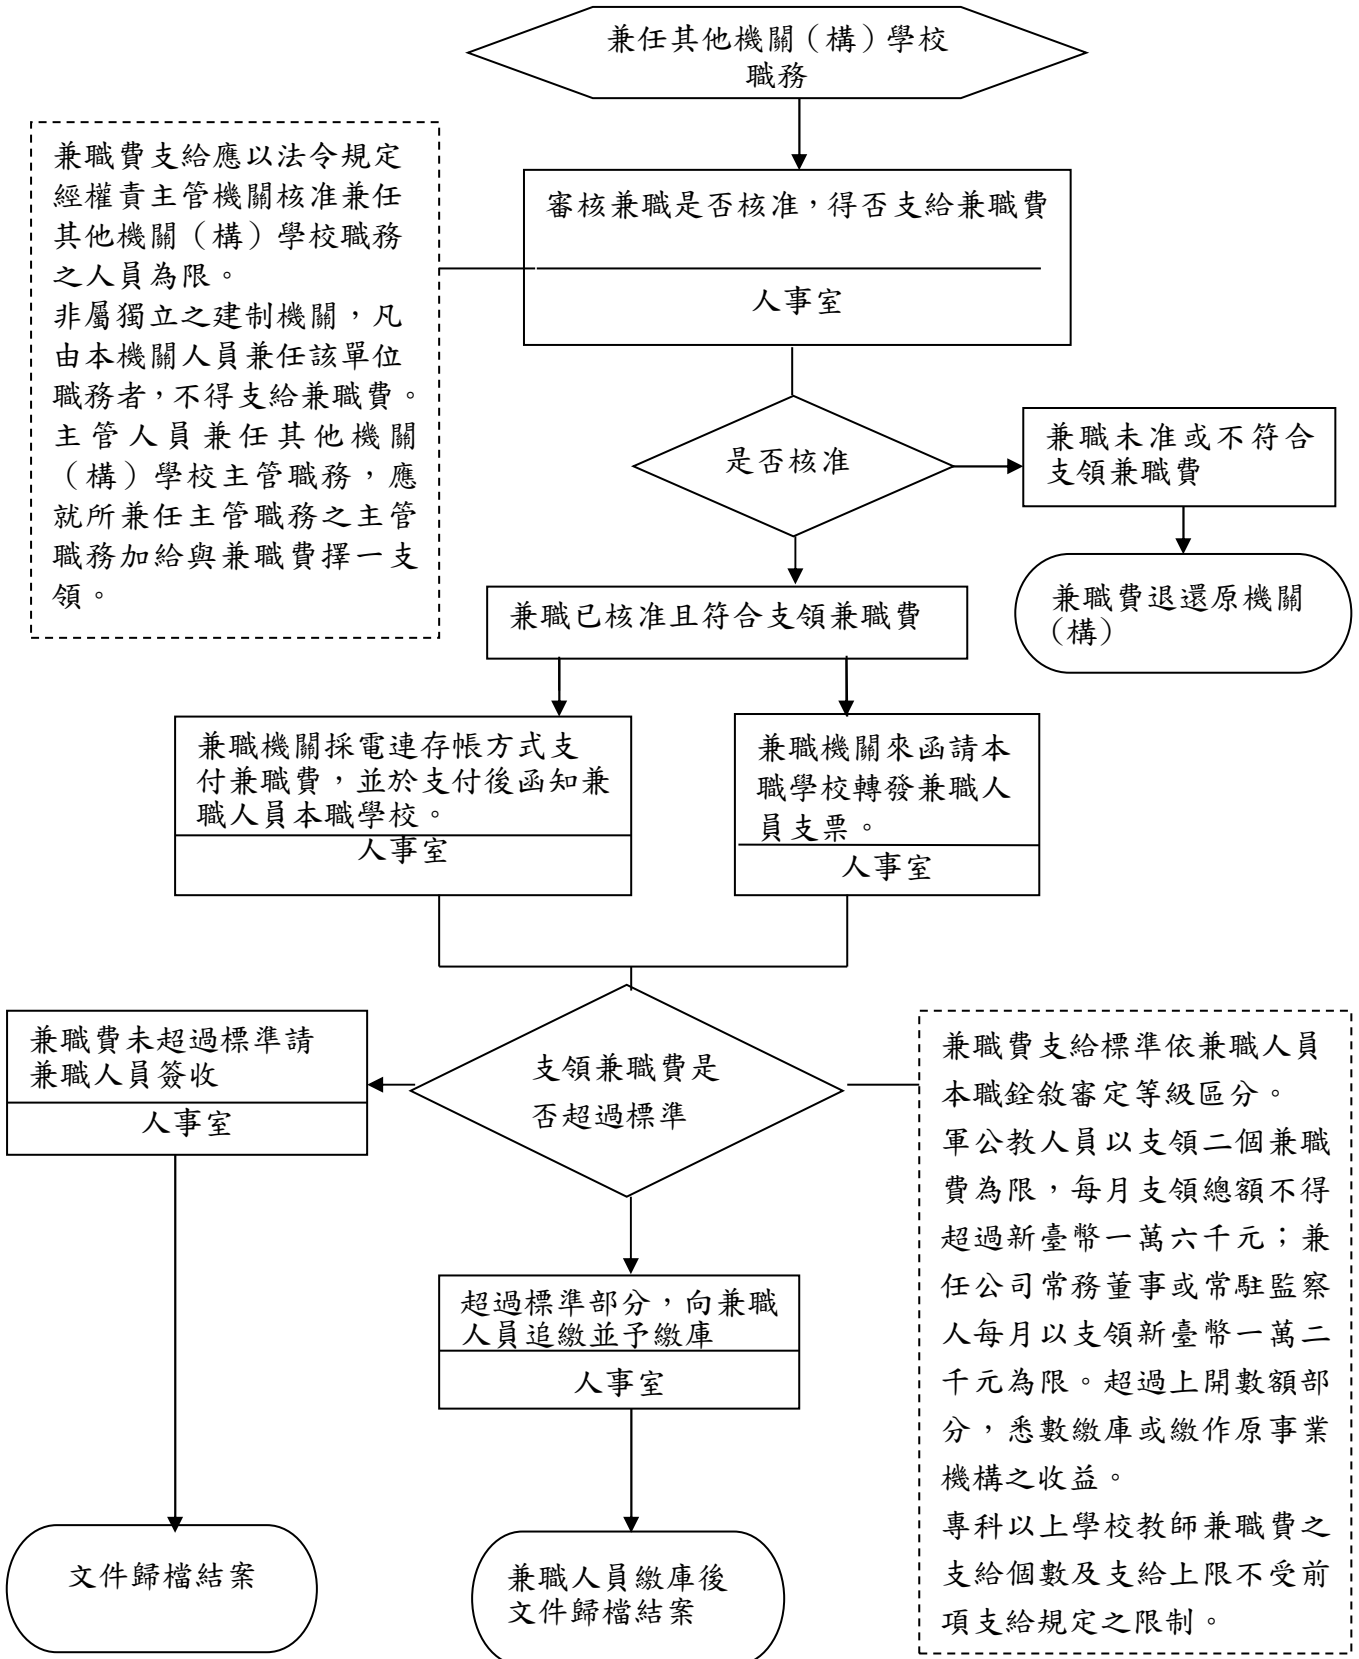 兼任其他機關（構）學校
職務
兼職費支給應以法令規定
經權責主管機關核准兼任
其他機關（構）學校職務
之人員為限。
非屬獨立之建制機關，凡
由本機關人員兼任該單位
職務者，不得支給兼職費。
主管人員兼任其他機關
（構）學校主管職務，應
就所兼任主管職務之主管
職務加給與兼職費擇一支
領。
審核兼職是否核准，得否支給兼職費
人事室
是否核准
兼職未准或不符合
支領兼職費
兼職費退還原機關
(構)
兼職已核准且符合支領兼職費
兼職機關採電連存帳方式支
付兼職費，並於支付後函知兼
職人員本職學校。
人事室
兼職機關來函請本
職學校轉發兼職人
員支票。
人事室
支領兼職費是
否超過標準
兼職費未超過標準請
兼職人員簽收
人事室
兼職費支給標準依兼職人員
本職銓敘審定等級區分。
軍公教人員以支領二個兼職
費為限，每月支領總額不得
超過新臺幣一萬六千元；兼
任公司常務董事或常駐監察
人每月以支領新臺幣一萬二
千元為限。超過上開數額部
分，悉數繳庫或繳作原事業
機構之收益。
專科以上學校教師兼職費之
支給個數及支給上限不受前
項支給規定之限制。
超過標準部分，向兼職
人員追繳並予繳庫
人事室
文件歸檔結案
兼職人員繳庫後
文件歸檔結案